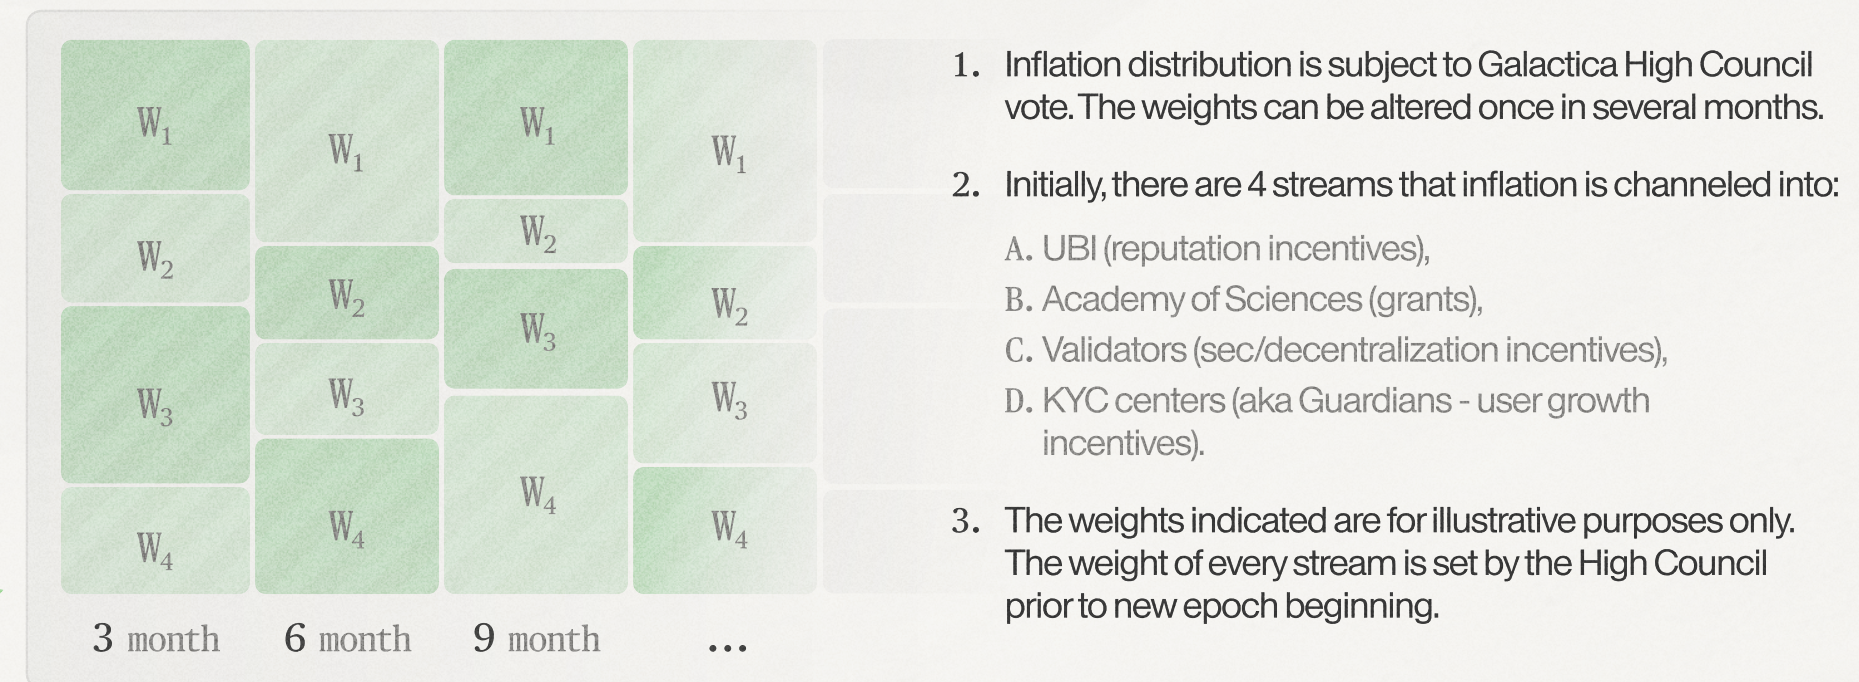 W1
W2
W3
W4
3 month
W1
W2
W3
W4
6 month
W1
W2
W3
W4
9 month
W1
W2
W3
W4
...
1. Inflation distribution is subject to Galactica High Council
vote. The weights can be altered once in several months.
2. Initially, there are 4 streams that inflation is channeled into:
A. UBI (reputation incentives),
B. Academy of Sciences (grants),
C. Validators (sec/decentralization incentives),
D. KYC centers (aka Guardians - user growth
incentives).
3. The weights indicated are for illustrative purposes only.
The weight of every stream is set by the High Council
prior to new epoch beginning.